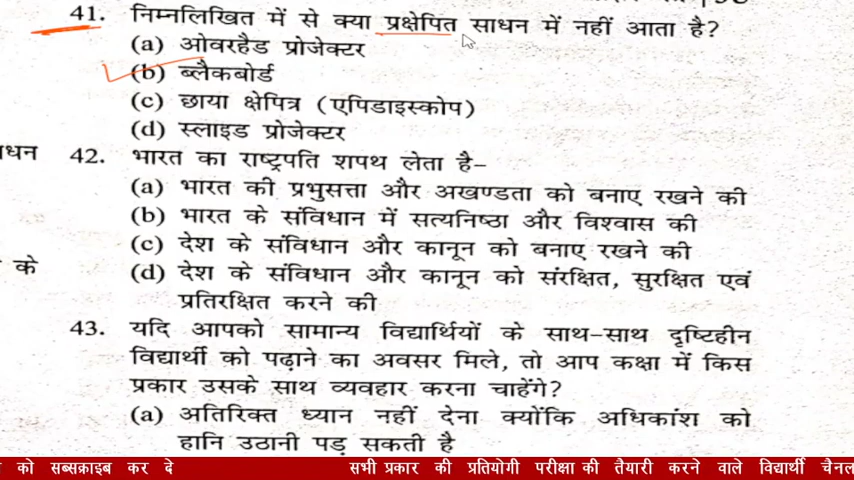 41. निम्नलिखित में से क्या प्रक्षेपित साधन में नहीं आता है?
(a) ओवरहैड प्रोजेक्टर
(b) ब्लैकबोर्ड
(c) छाया क्षेपित्र (एपिडाइस्कोप)
(d) स्लाइड प्रोजेक्टर
42. भारत का राष्ट्रपति शपथ लेता है–
(a) भारत की प्रभुसत्ता और अखण्डता को बनाए रखने की
(b) भारत के संविधान में सत्यनिष्ठा और विश्वास की
(c) देश के संविधान और कानून को बनाए रखने की
(d) देश के संविधान और कानून को संरक्षित, सुरक्षित एवं
प्रतिरक्षित करने की
के
43. यदि आपको सामान्य विद्यार्थियों के साथ–साथ दृष्टिहीन
विद्यार्थी को पढ़ाने का अवसर मिले, तो आप कक्षा में किस
प्रकार उसके साथ व्यवहार करना चाहेंगे?
(a) अतिरिक्त ध्यान नहीं देना क्योंकि अधिकांश को
हानि उठानी पड़ सकती है
को सब्सक्राइब कर दे सभी प्रकार की प्रतियोगी परीक्षा की तैयारी करने वाले विद्यार्थी चैनल